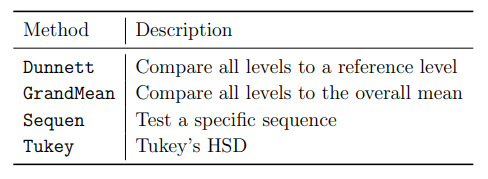 Method Description
Dunnett Compare all levels to a reference level
GrandMean Compare all levels to the overall mean
Sequen Test a specific sequence
Tukey Tukey's HSD